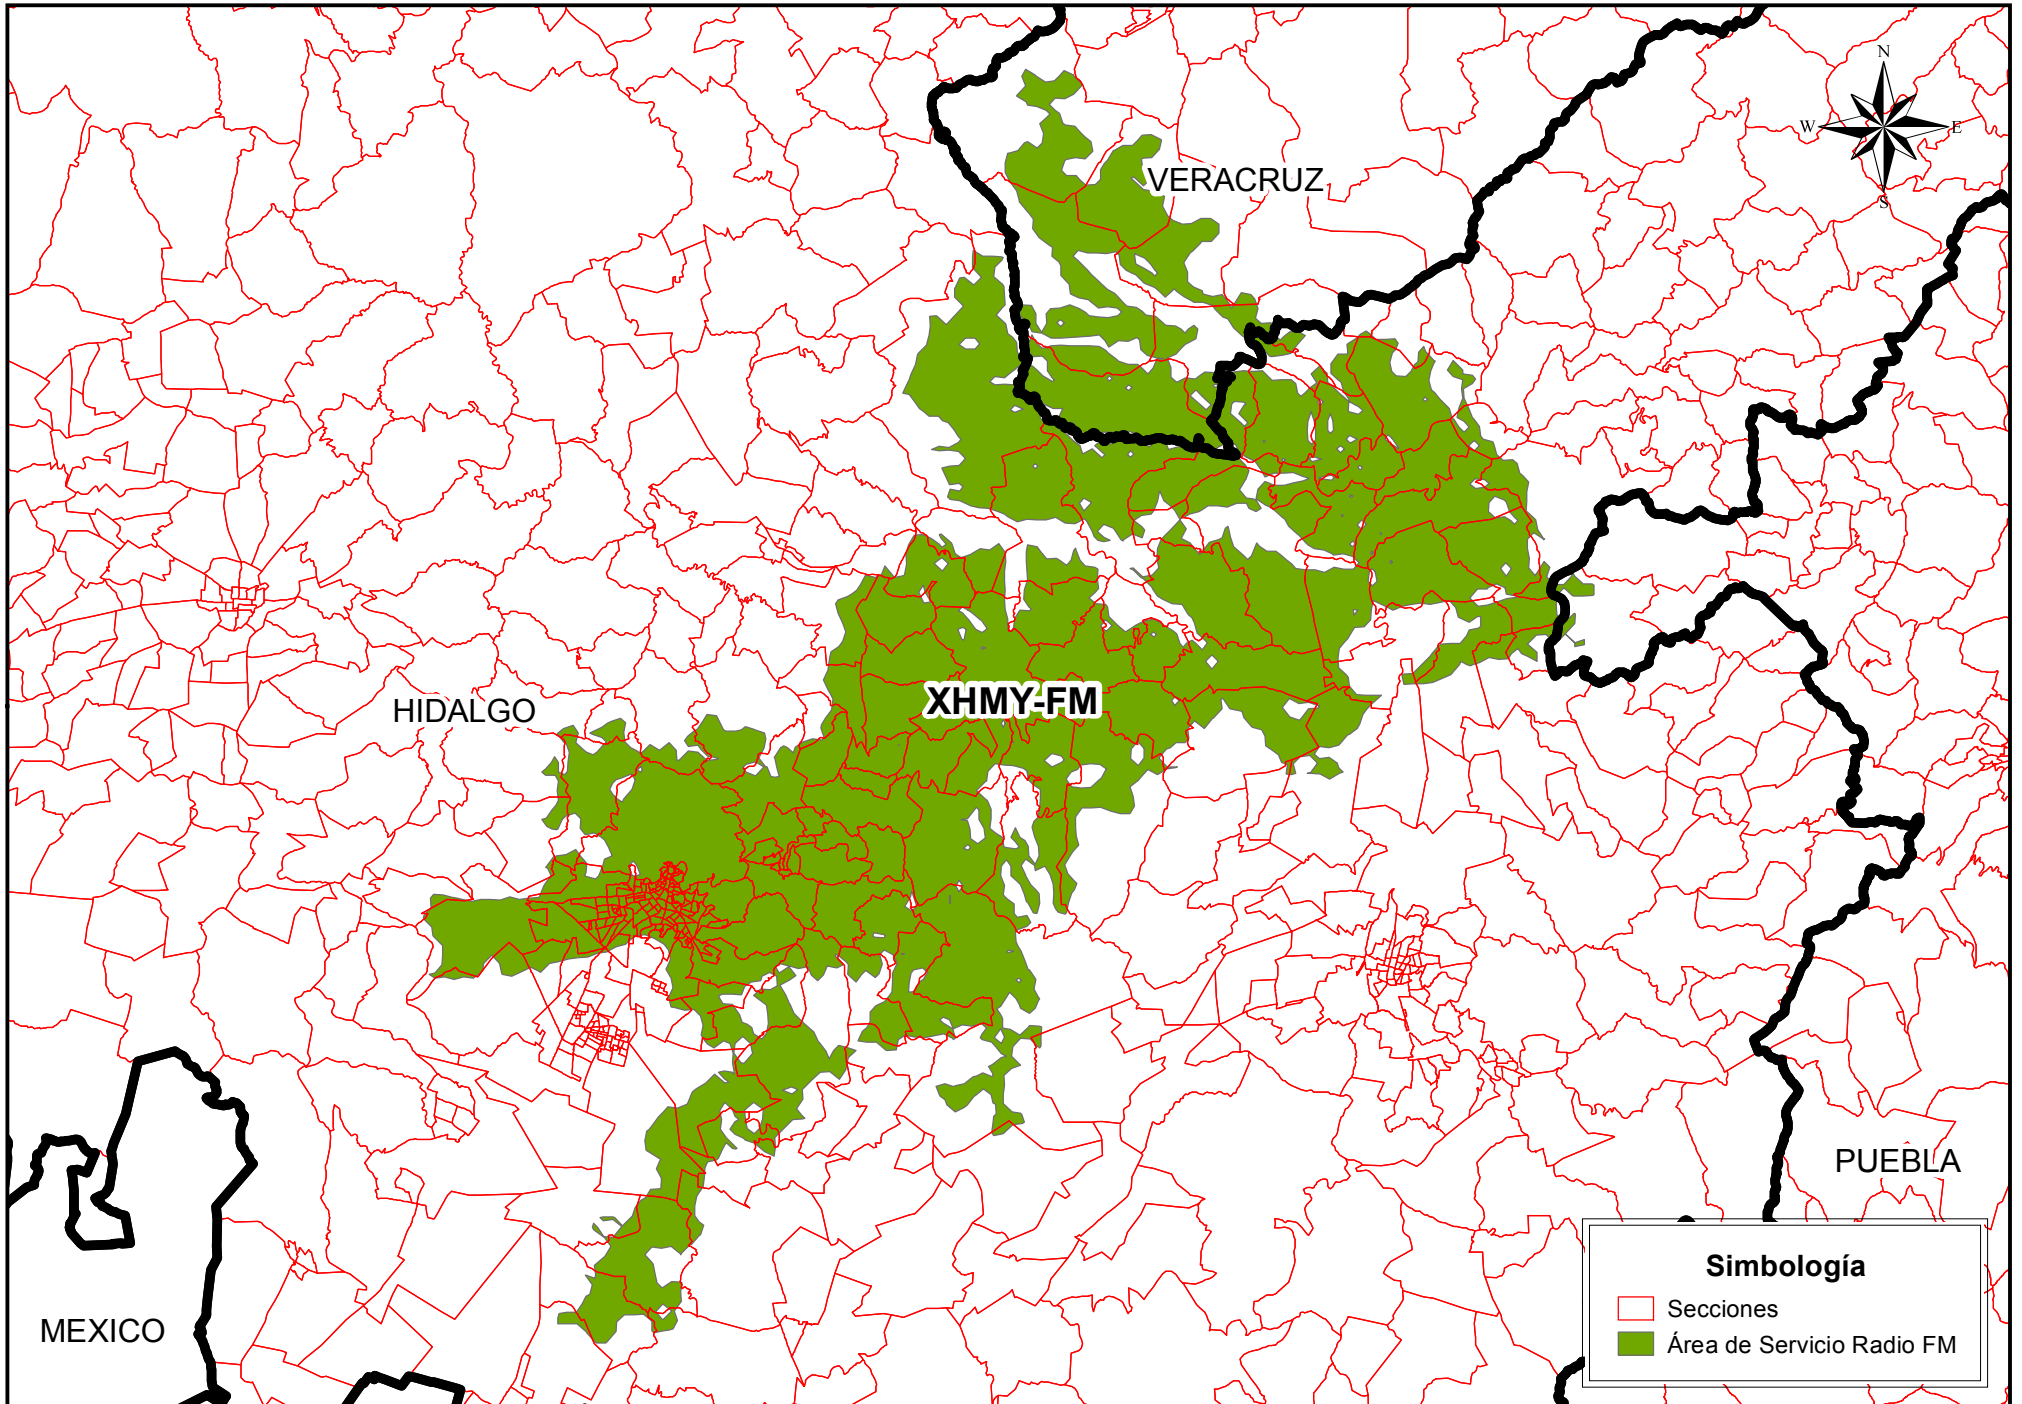 N
W E
S
VERACRUZ
HIDALGO
XHMY-FM
PUEBLA
MEXICO
Simbología
Secciones
Área de Servicio Radio FM